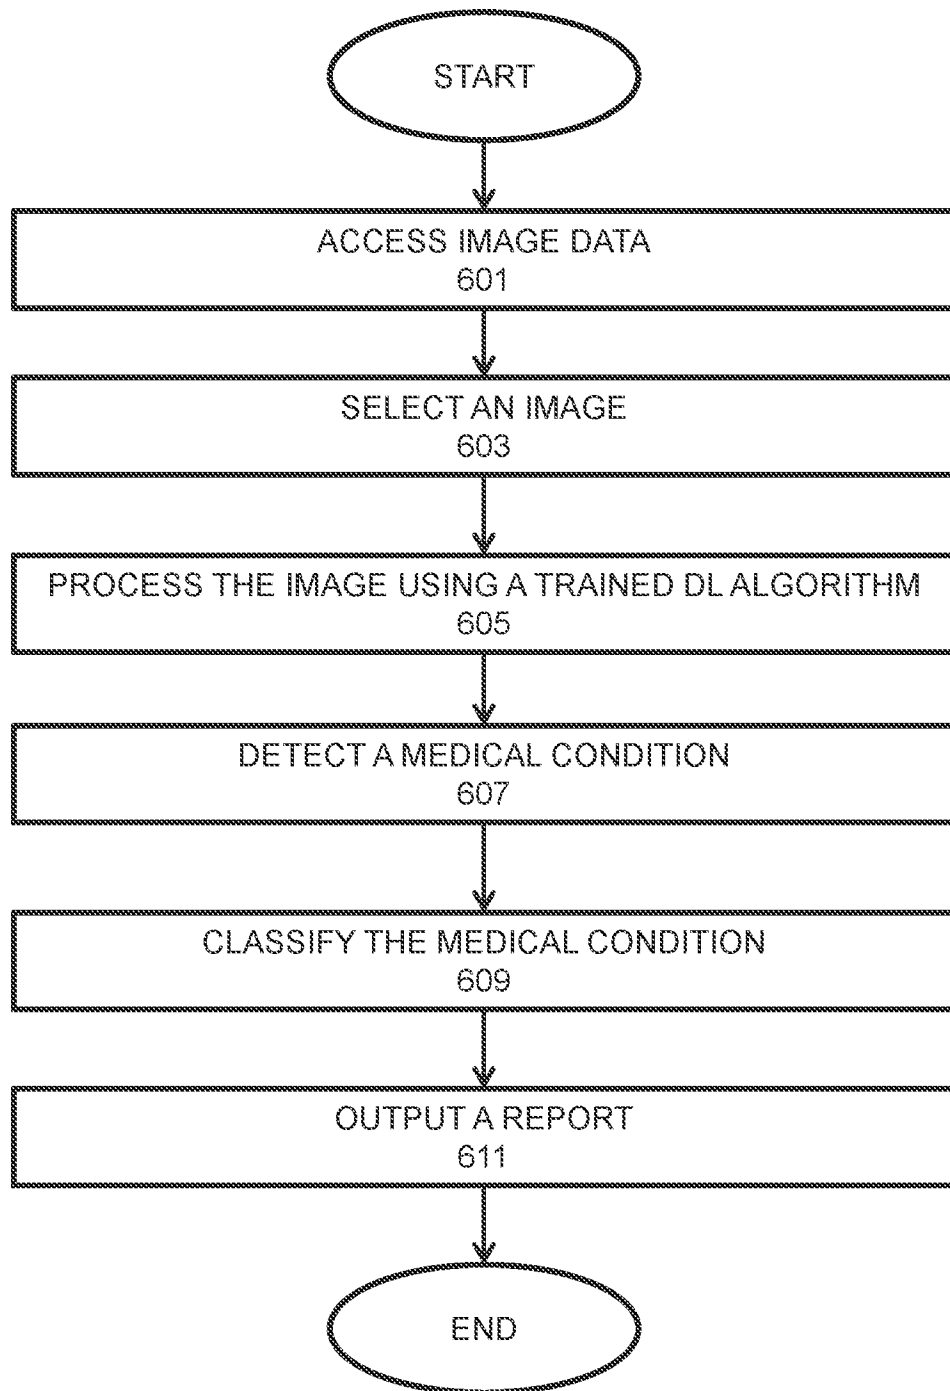 START
ACCESS IMAGE DATA
601
SELECT AN IMAGE
603
PROCESS THE IMAGE USING A TRAINED DL ALGORITHM
605
DETECT A MEDICAL CONDITION
607
CLASSIFY THE MEDICAL CONDITION
609
OUTPUT A REPORT
611
END